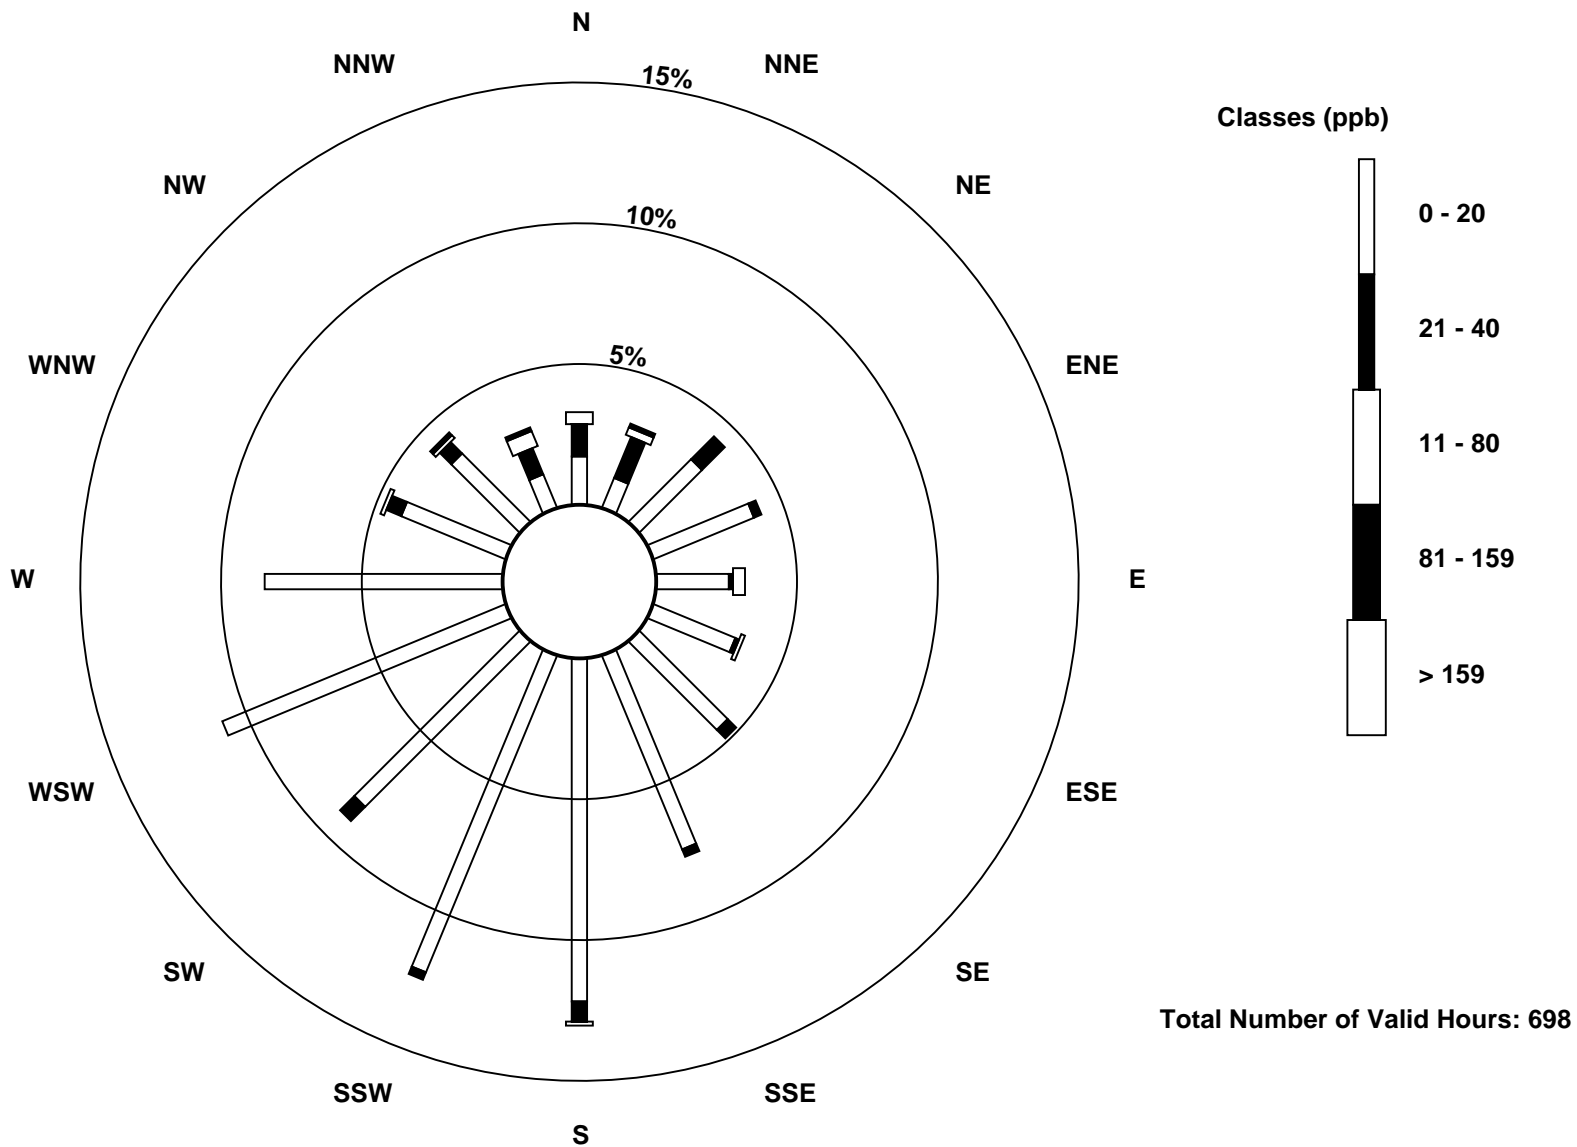 N
NNW
NNE
15%
Classes (ppb)
NW
NE
10%
0 - 20
21 - 40
5%
WNW
ENE
11 - 80
81 - 159
W
E
> 159
WSW
ESE
SW
SE
Total Number of Valid Hours: 698
SSW
SSE
S